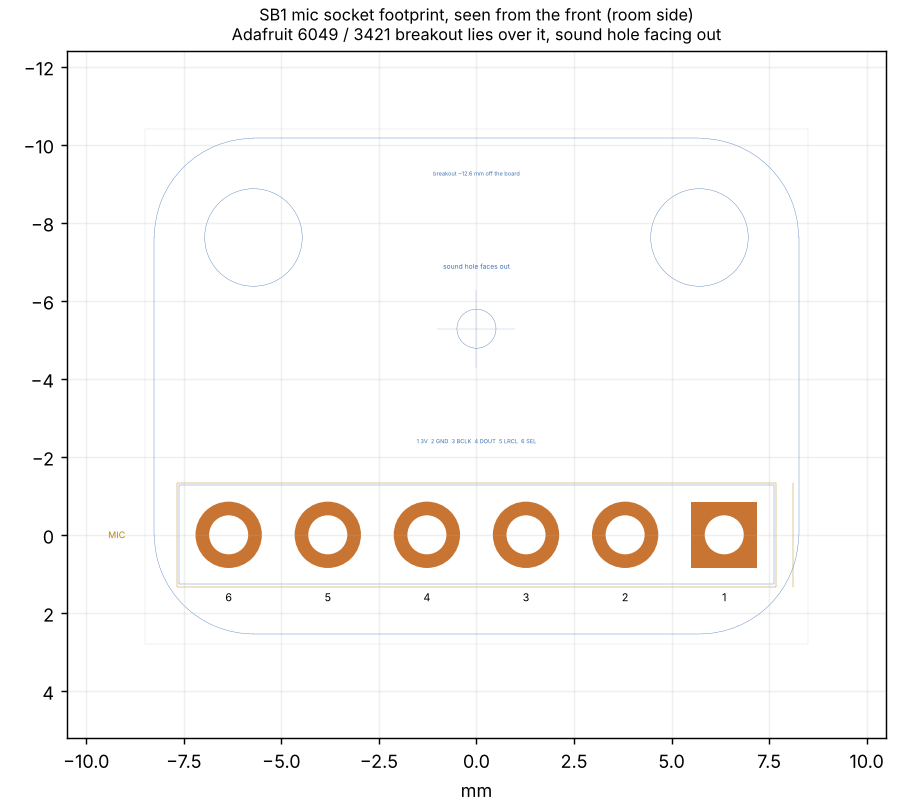 SB1 mic socket footprint, seen from the front (room side)
Adafruit 6049 / 3421 breakout lies over it, sound hole facing out
−12
−10
breakout ~12.6 mm off the board
−8
sound hole faces out
−6
−4
1 3V 2 GND 3 BCLK 4 DOUT 5 LRCL 6 SEL
−2
0
MIC
6 5 4 3 2 1
2
4
−10.0 −7.5 −5.0 −2.5 0.0 2.5 5.0 7.5 10.0
mm